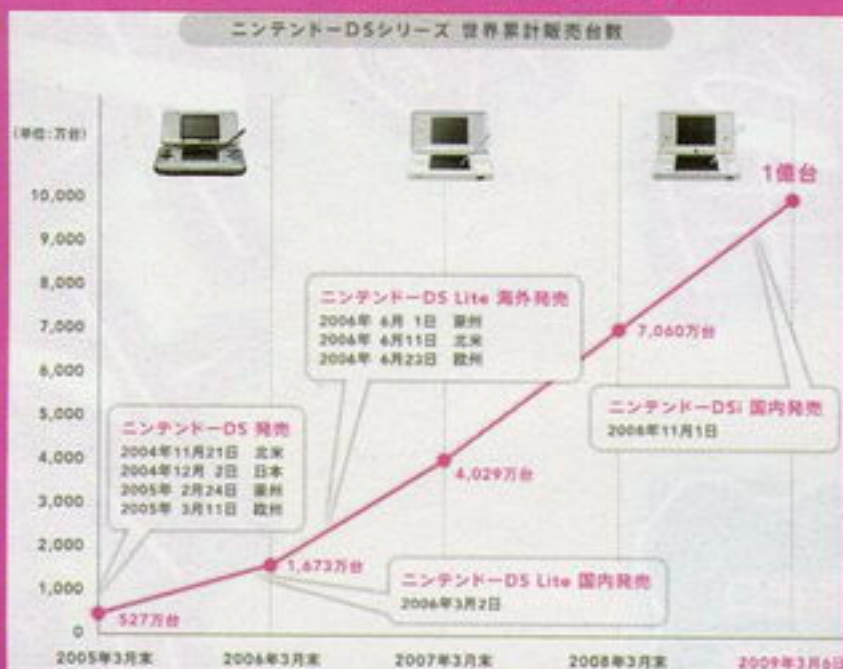 ニンテンドーDSシリーズ 世界累計販売台数
(単位:万台)
1億台
10,000
9,000
8,000
7,000
6,000
5,000
4,000
3,000
2,000
1,000
0
ニンテンドーDS Lite 海外発売
2006年 6月 1日 豪州
2006年 6月11日 北米
2006年 6月23日 欧州
7,060万台
ニンテンドーDSi 国内発売
2008年11月1日
ニンテンドーDS 発売
2004年11月21日 北米
2004年12月 2日 日本
2005年 2月24日 豪州
2005年 3月11日 欧州
4,029万台
1,673万台
ニンテンドーDS Lite 国内発売
2006年3月2日
527万台
2005年3月末
2006年3月末
2007年3月末
2008年3月末
2009年3月6日